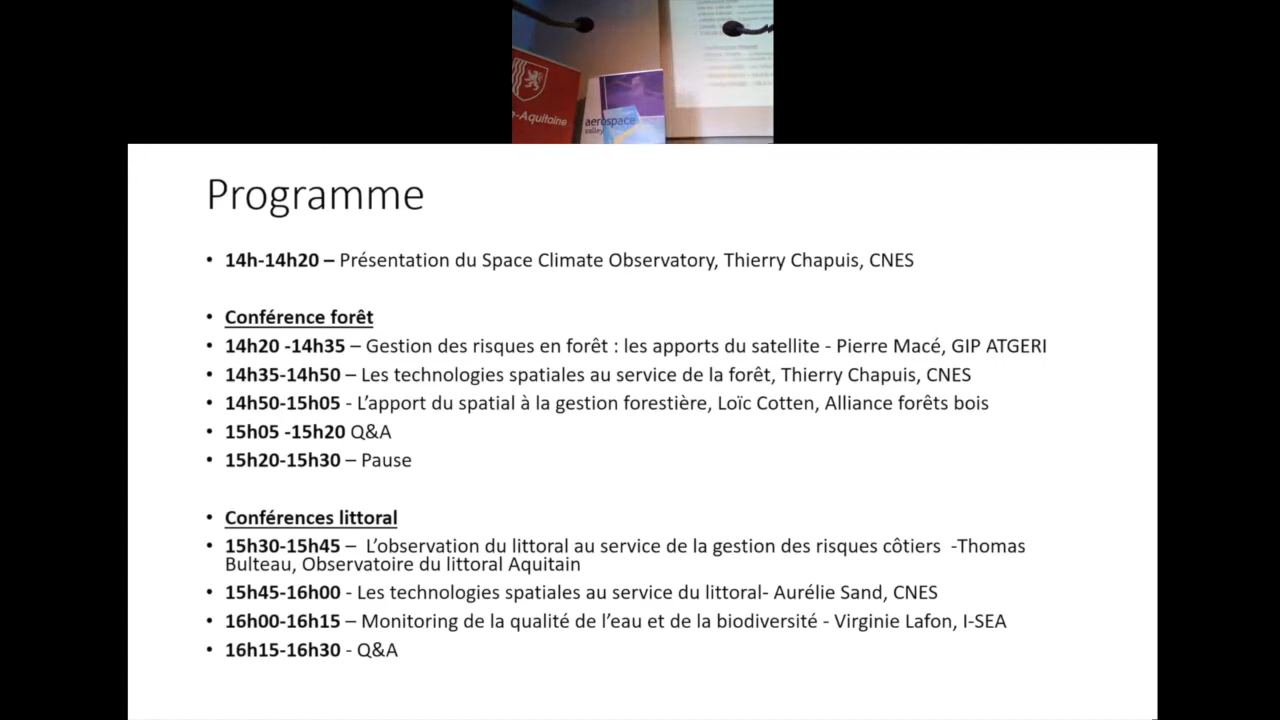 e-Aquitaine
aerospace
valley
Programme
• 14h-14h20 – Présentation du Space Climate Observatory, Thierry Chapuis, CNES
• Conférence forêt
• 14h20 -14h35 – Gestion des risques en forêt : les apports du satellite - Pierre Macé, GIP ATGERI
• 14h35-14h50 – Les technologies spatiales au service de la forêt, Thierry Chapuis, CNES
• 14h50-15h05 - L’apport du spatial à la gestion forestière, Loïc Cotten, Alliance forêts bois
• 15h05 -15h20 Q&A
• 15h20-15h30 – Pause
• Conférences littoral
• 15h30-15h45 – L’observation du littoral au service de la gestion des risques côtiers -Thomas
Bulteau, Observatoire du littoral Aquitain
• 15h45-16h00 - Les technologies spatiales au service du littoral- Aurélie Sand, CNES
• 16h00-16h15 – Monitoring de la qualité de l’eau et de la biodiversité - Virginie Lafon, I-SEA
• 16h15-16h30 - Q&A